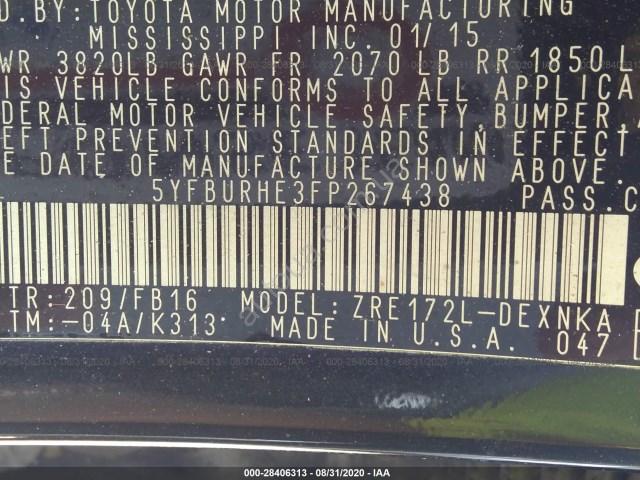 D. BY: TOYOTA MOTOR MANUFACTURING
MISSISSIPPI INC. 01/15
WR 3820LB GAWR FR 2070 LB RR 1850 L
IS VEHICLE CONFORMS TO ALL APPLICA
DERAL MOTOR VEHICLE SAFETY, BUMPER, A
EFT PREVENTION STANDARDS IN EFFECT
E DATE OF MANUFACTURE SHOWN ABOVE.
5YFBURHE3FP267438 PASS. C
TR: 209/FB16 MODEL: ZRE172L-DEXNKA
TM: -04A/K313 MADE IN U.S.A. 047
000-28406313 - 08/31/2020 - IAA